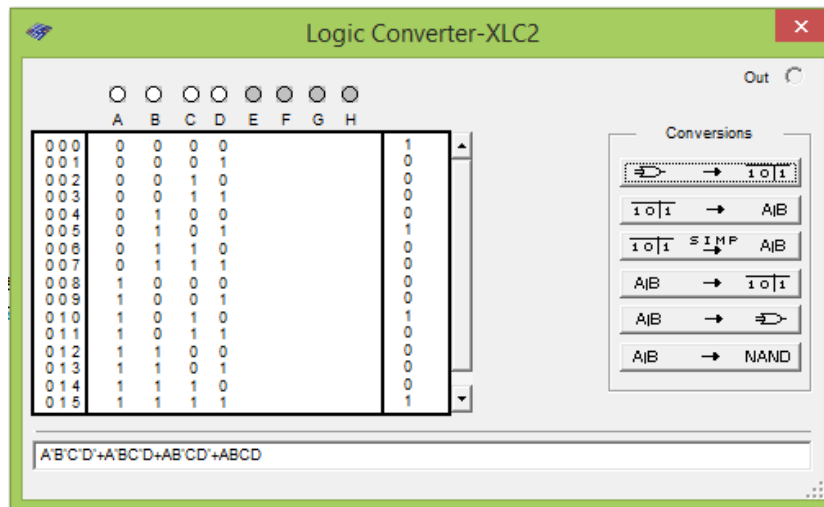 Logic Converter-XLC2
Out
A B C D E F G H
000 0 0 0 0 1
001 0 0 0 1 0
002 0 0 1 0 0
003 0 0 1 1 0
004 0 1 0 0 0
005 0 1 0 1 1
006 0 1 1 0 0
007 0 1 1 1 0
008 1 0 0 0 0
009 1 0 0 1 0
010 1 0 1 0 1
011 1 0 1 1 0
012 1 1 0 0 0
013 1 1 0 1 0
014 1 1 1 0 0
015 1 1 1 1 1
Conversions
→ 1 0 1
1 0 1 → A|B
1 0 1 SIMP → A|B
A|B → 1 0 1
A|B →
A|B → NAND
A'B'C'D'+A'BC'D+AB'CD'+ABCD